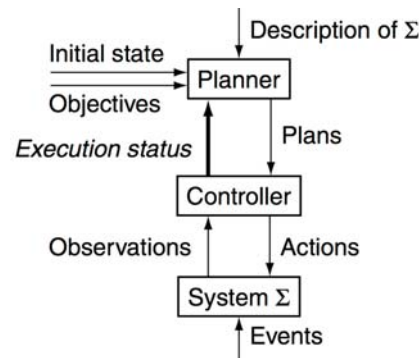 Description of Σ
Initial state
Planner
Objectives
Plans
Execution status
Controller
Observations
Actions
System Σ
Events